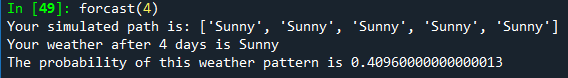 In [49]: forcast(4)
Your simulated path is: ['Sunny', 'Sunny', 'Sunny', 'Sunny', 'Sunny']
Your weather after 4 days is Sunny
The probability of this weather pattern is 0.40960000000000013